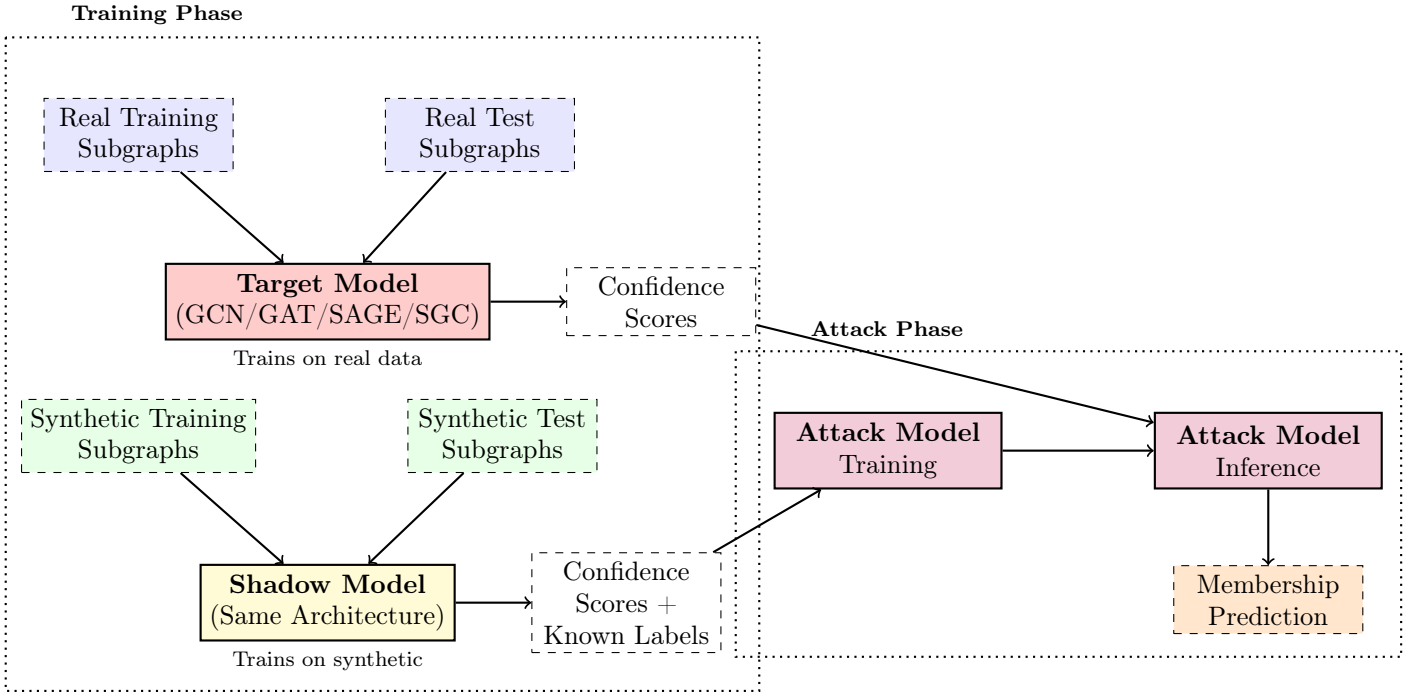 Training Phase
Real Training
Subgraphs
Real Test
Subgraphs
Target Model
(GCN/GAT/SAGE/SGC)
Trains on real data
Confidence
Scores
Synthetic Training
Subgraphs
Synthetic Test
Subgraphs
Shadow Model
(Same Architecture)
Trains on synthetic
Confidence
Scores +
Known Labels
Attack Phase
Attack Model
Training
Attack Model
Inference
Membership
Prediction